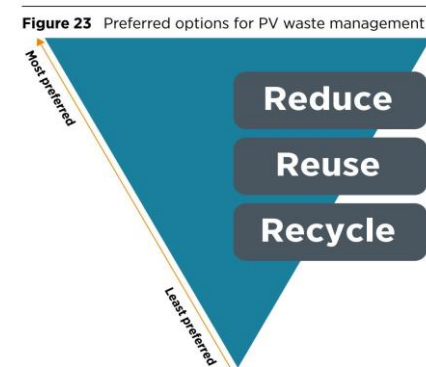 Figure 23 Preferred options for PV waste management
Most preferred
Reduce
Reuse
Recycle
Least preferred